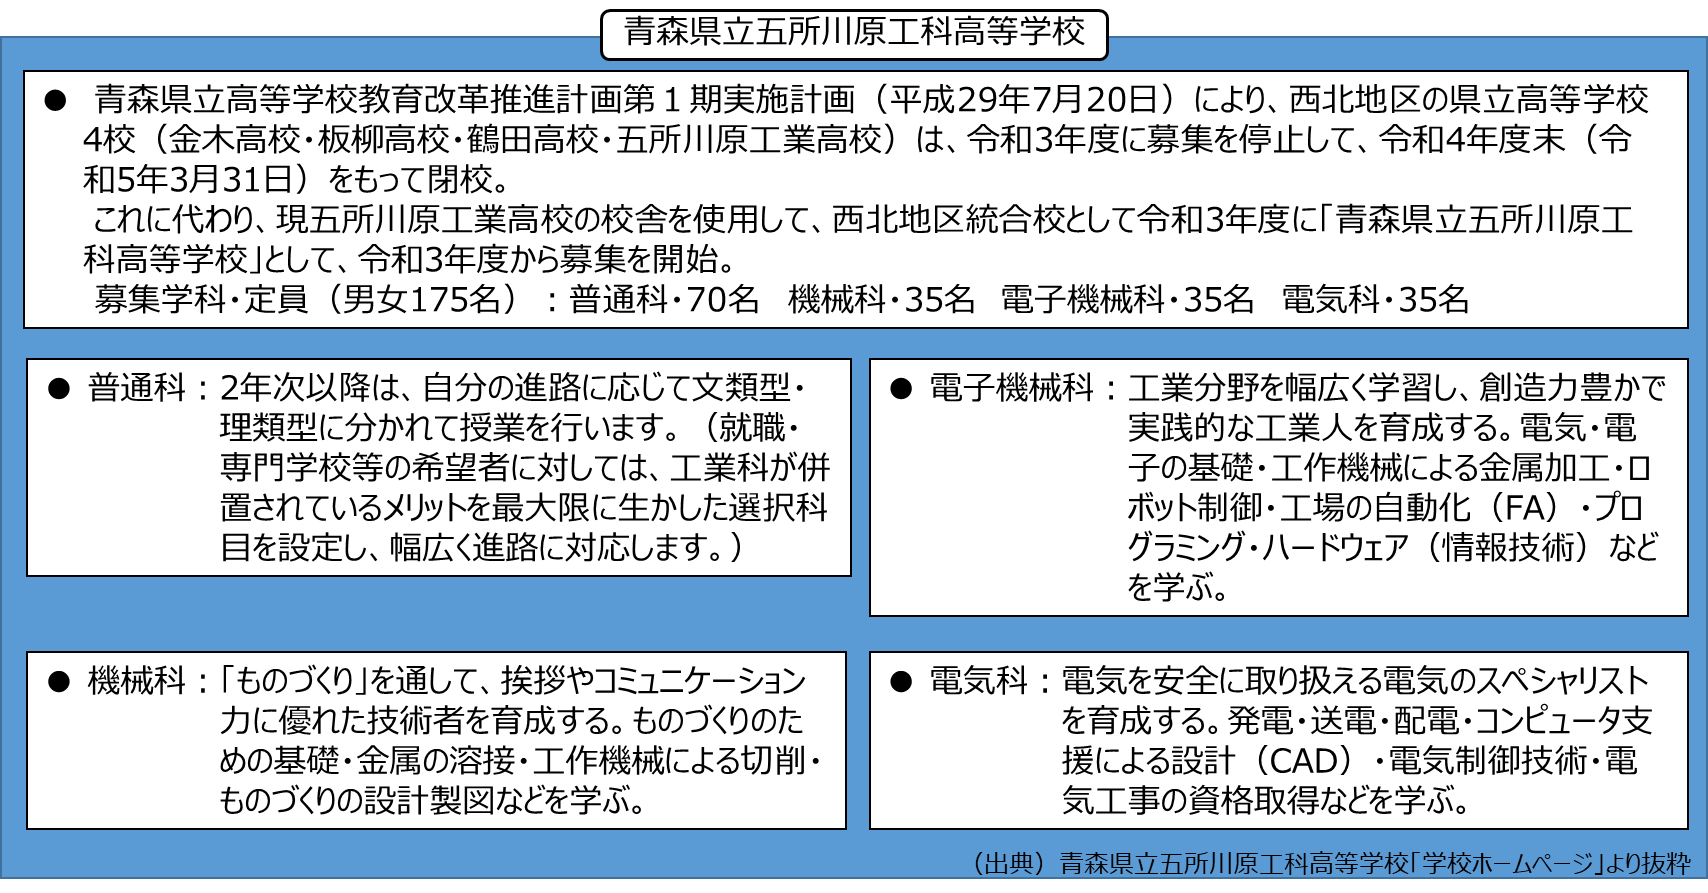 青森県立五所川原工科高等学校
● 青森県立高等学校教育改革推進計画第１期実施計画（平成29年7月20日）により、西北地区の県立高等学校
4校（金木高校・板柳高校・鶴田高校・五所川原工業高校）は、令和3年度に募集を停止して、令和4年度末（令
和5年3月31日）をもって閉校。
これに代わり、現五所川原工業高校の校舎を使用して、西北地区統合校として令和3年度に「青森県立五所川原工
科高等学校」として、令和3年度から募集を開始。
募集学科・定員（男女175名）：普通科・70名　機械科・35名　電子機械科・35名　電気科・35名
● 普通科：2年次以降は、自分の進路に応じて文類型・
理類型に分かれて授業を行います。（就職・
専門学校等の希望者に対しては、工業科が併
置されているメリットを最大限に生かした選択科
目を設定し、幅広く進路に対応します。）
● 電子機械科：工業分野を幅広く学習し、創造力豊かで
実践的な工業人を育成する。電気・電
子の基礎・工作機械による金属加工・ロ
ボット制御・工場の自動化（FA）・プロ
グラミング・ハードウェア（情報技術）など
を学ぶ。
● 機械科：「ものづくり」を通して、挨拶やコミュニケーション
力に優れた技術者を育成する。ものづくりのた
めの基礎・金属の溶接・工作機械による切削・
ものづくりの設計製図などを学ぶ。
● 電気科：電気を安全に取り扱える電気のスペシャリスト
を育成する。発電・送電・配電・コンピュータ支
援による設計（CAD）・電気制御技術・電
気工事の資格取得などを学ぶ。
（出典）青森県立五所川原工科高等学校「学校ホームページ」より抜粋